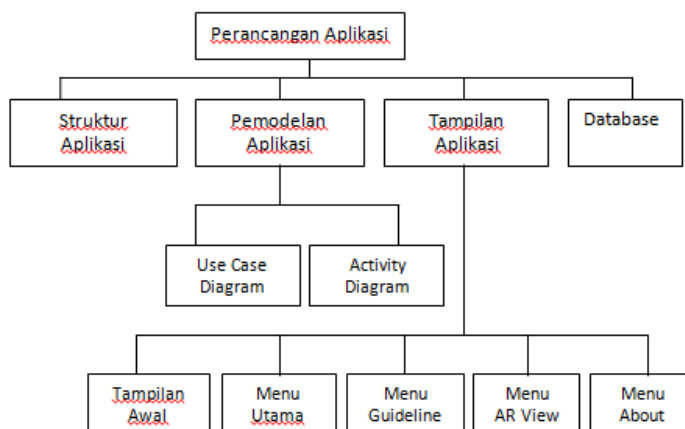 Perancangan Aplikasi
Struktur
Aplikasi
Pemodelan
Aplikasi
Tampilan
Aplikasi
Database
Use Case
Diagram
Activity
Diagram
Tampilan
Awal
Menu
Utama
Menu
Guideline
Menu
AR View
Menu
About